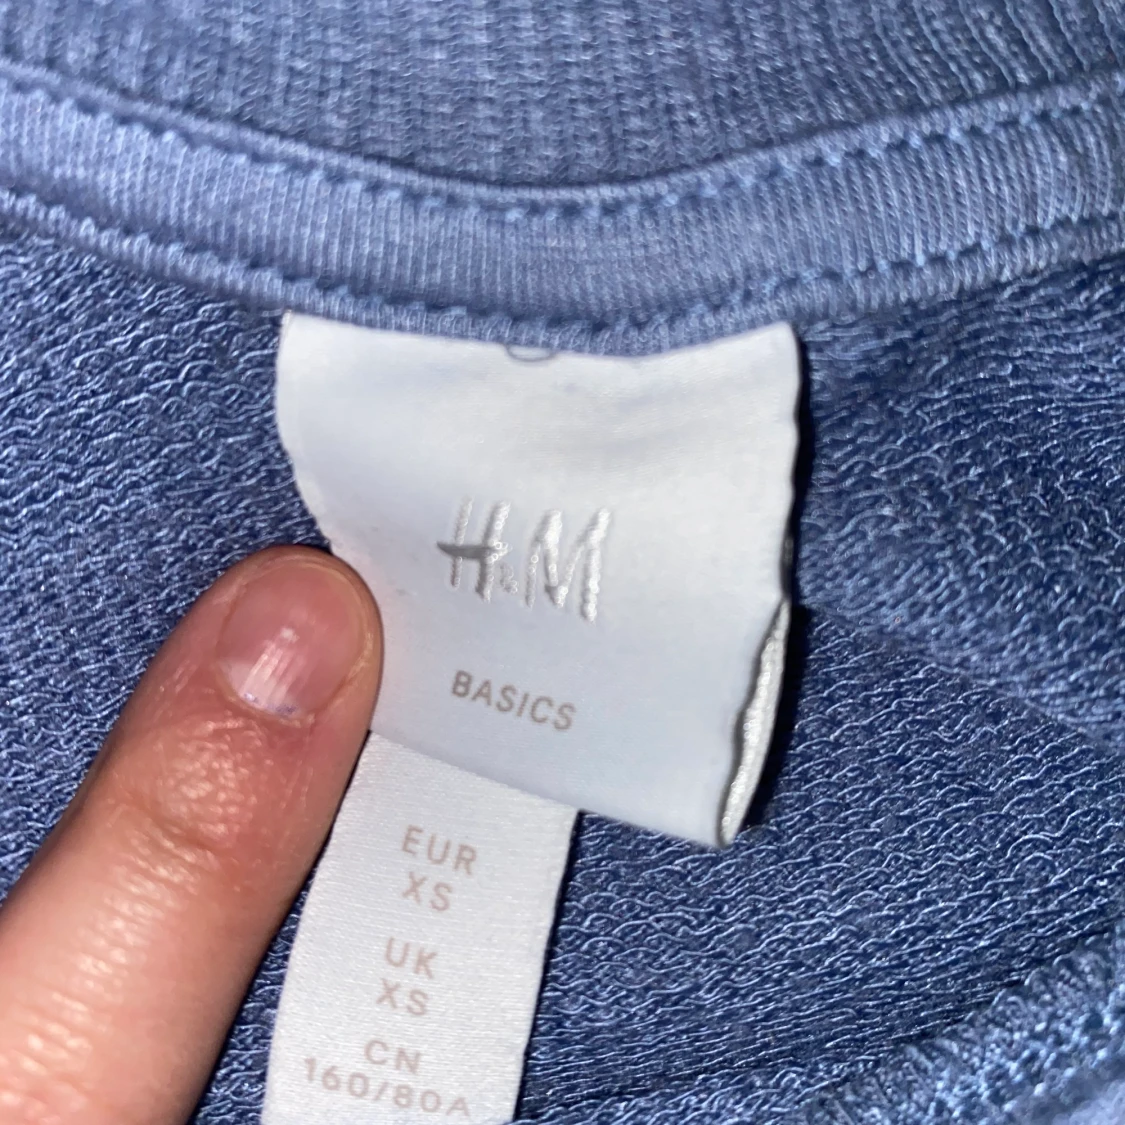 H&M
BASICS
EUR
XS
UK
XS
CN
160/80A